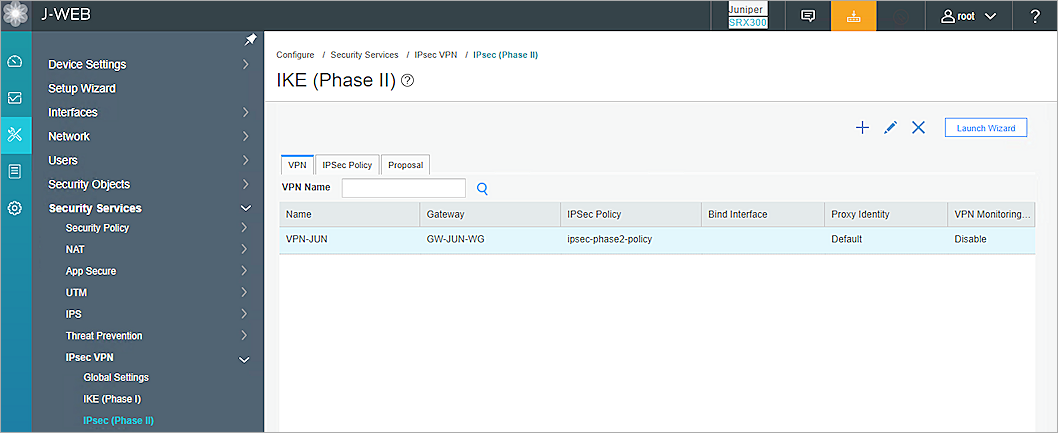 J-WEB
Juniper
SRX300
root
?
Device Settings
Setup Wizard
Interfaces
Network
Users
Security Objects
Security Services
Security Policy
NAT
App Secure
UTM
IPS
Threat Prevention
IPsec VPN
Global Settings
IKE (Phase I)
IPsec (Phase II)
Configure / Security Services / IPsec VPN / IPsec (Phase II)
IKE (Phase II) ?
Launch Wizard
VPN IPSec Policy Proposal
VPN Name
Name Gateway IPSec Policy Bind Interface Proxy Identity VPN Monitoring...
VPN-JUN GW-JUN-WG ipsec-phase2-policy Default Disable